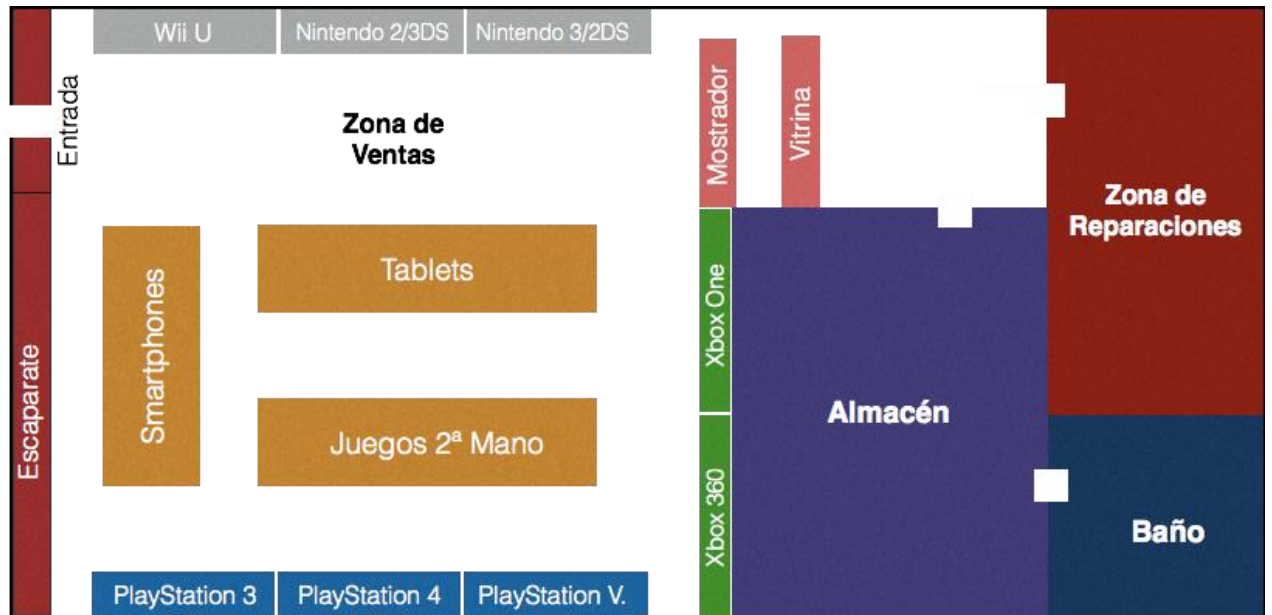 Wii U
Nintendo 2/3DS
Nintendo 3/2DS
Entrada
Zona de
Ventas
Mostrador
Vitrina
Zona de
Reparaciones
Escaparate
Smartphones
Tablets
Juegos 2ª Mano
Xbox One
Xbox 360
Almacén
Baño
PlayStation 3
PlayStation 4
PlayStation V.